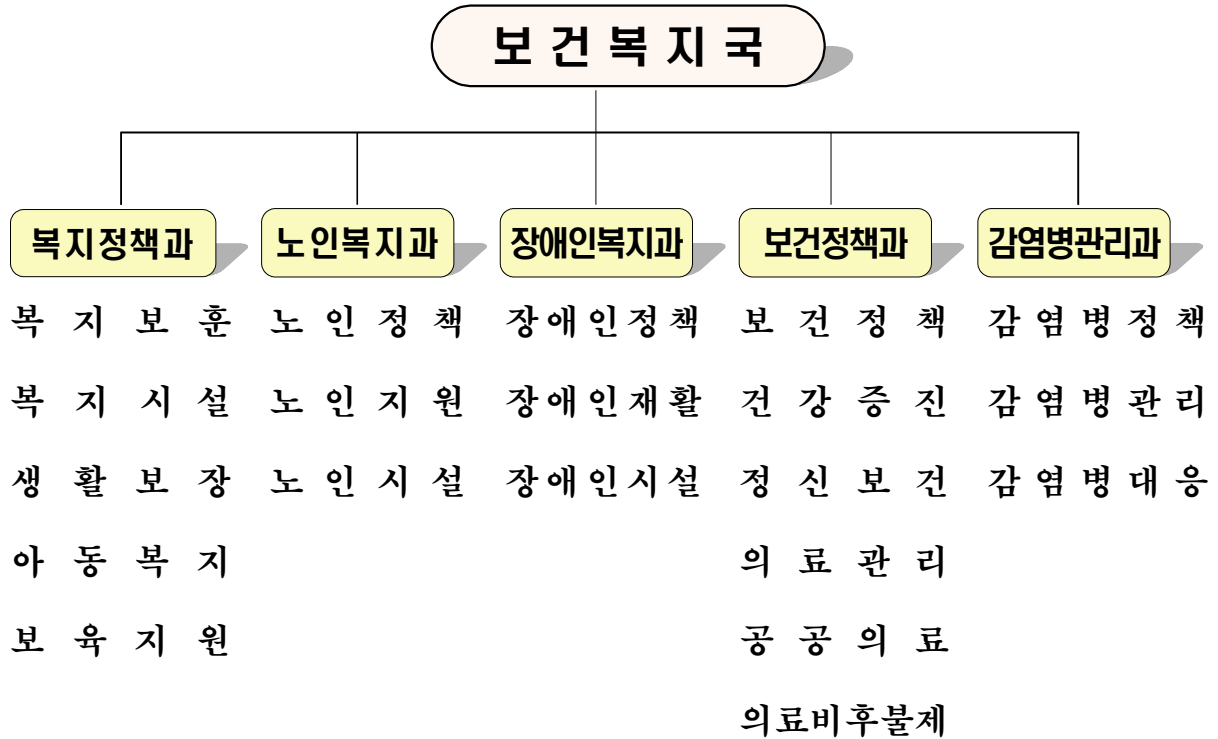 보건복지국
복지정책과 노인복지과 장애인복지과 보건정책과 감염병관리과
복지보훈 노인정책 장애인정책 보건정책 감염병정책
복지시설 노인지원 장애인재활 건강증진 감염병관리
생활보장 노인시설 장애인시설 정신보건 감염병대응
아동복지 의료관리
보육지원 공공의료
의료비후불제